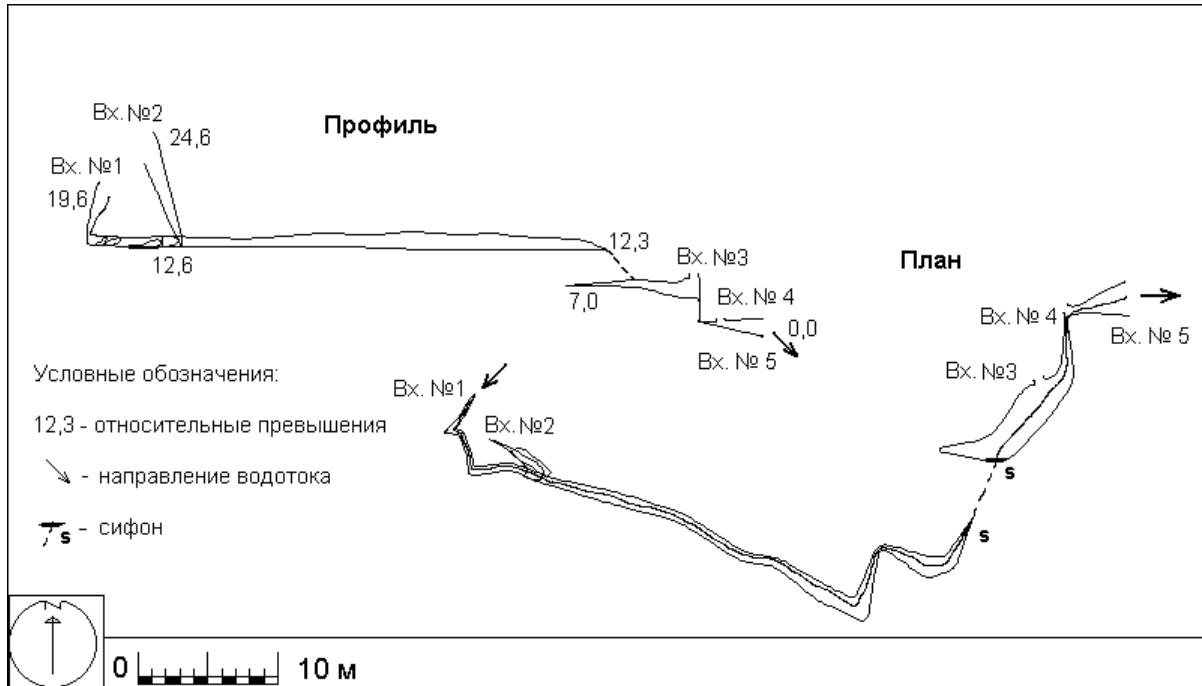 Вх. №2
24,6
Профиль
Вх. №1
19,6
12,6
12,3
Вх. №3
План
7,0
Вх. № 4
0,0
Вх. № 5
Вх. № 4
Вх. № 5
Вх. №3
Условные обозначения:
Вх. №1
12,3 - относительные превышения
Вх. №2
- направление водотока
s
s - сифон
s
N
0 10 м